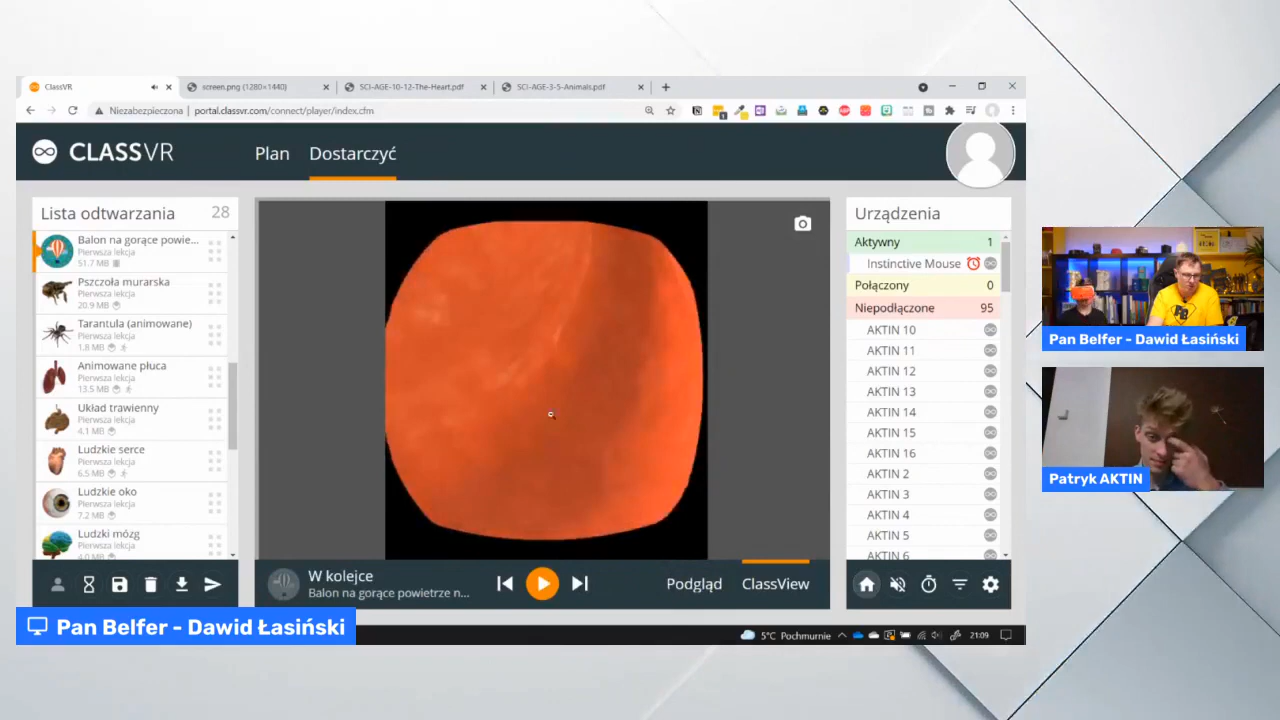 ClassVR
screen.png (1280×1440)
SCI-AGE-10-12-The-Heart.pdf
SCI-AGE-3-5-Animals.pdf
Niezabezpieczona
portal.classvr.com/connect/player/index.cfm
CLASSVR
Plan
Dostarczyć
Lista odtwarzania 28
Balon na gorące powie...
Pierwsza lekcja
51.7 MB
Pszczoła murarska
Pierwsza lekcja
20.9 MB
Tarantula (animowane)
Pierwsza lekcja
1.8 MB
Animowane płuca
Pierwsza lekcja
13.5 MB
Układ trawienny
Pierwsza lekcja
4.1 MB
Ludzkie serce
Pierwsza lekcja
6.5 MB
Ludzkie oko
Pierwsza lekcja
7.2 MB
Ludzki mózg
Pierwsza lekcja
4.0 MB
W kolejce
Balon na gorące powietrze n...
Podgląd
ClassView
Urządzenia
Aktywny 1
Instinctive Mouse
Połączony 0
Niepodłączone 95
AKTIN 10
AKTIN 11
AKTIN 12
AKTIN 13
AKTIN 14
AKTIN 15
AKTIN 16
AKTIN 2
AKTIN 3
AKTIN 4
AKTIN 5
AKTIN 6
Pan Belfer - Dawid Łasiński
Patryk AKTIN
Pan Belfer - Dawid Łasiński
5°C Pochmurnie
21:09